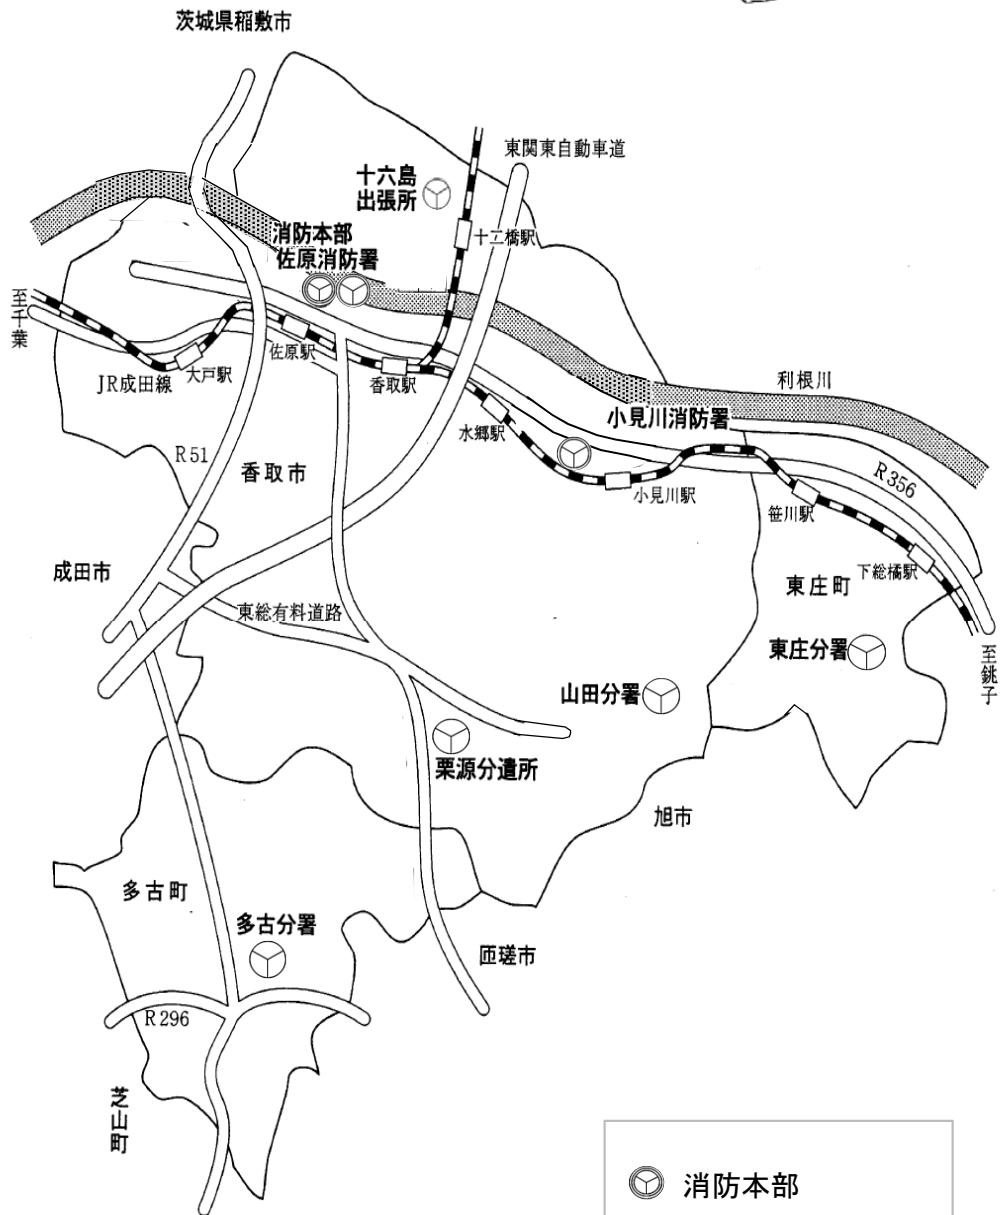 茨城県稲敷市
東関東自動車道
十六島
出張所
十二橋駅
消防本部
佐原消防署
至千葉
佐原駅
大戸駅
JR成田線
香取駅
利根川
小見川消防署
水郷駅
R51
香取市
小見川駅
R356
笹川駅
成田市
下総橘駅
東庄町
東総有料道路
東庄分署
至銚子
山田分署
栗源分遣所
旭市
多古町
多古分署
匝瑳市
R296
芝山町
消防本部